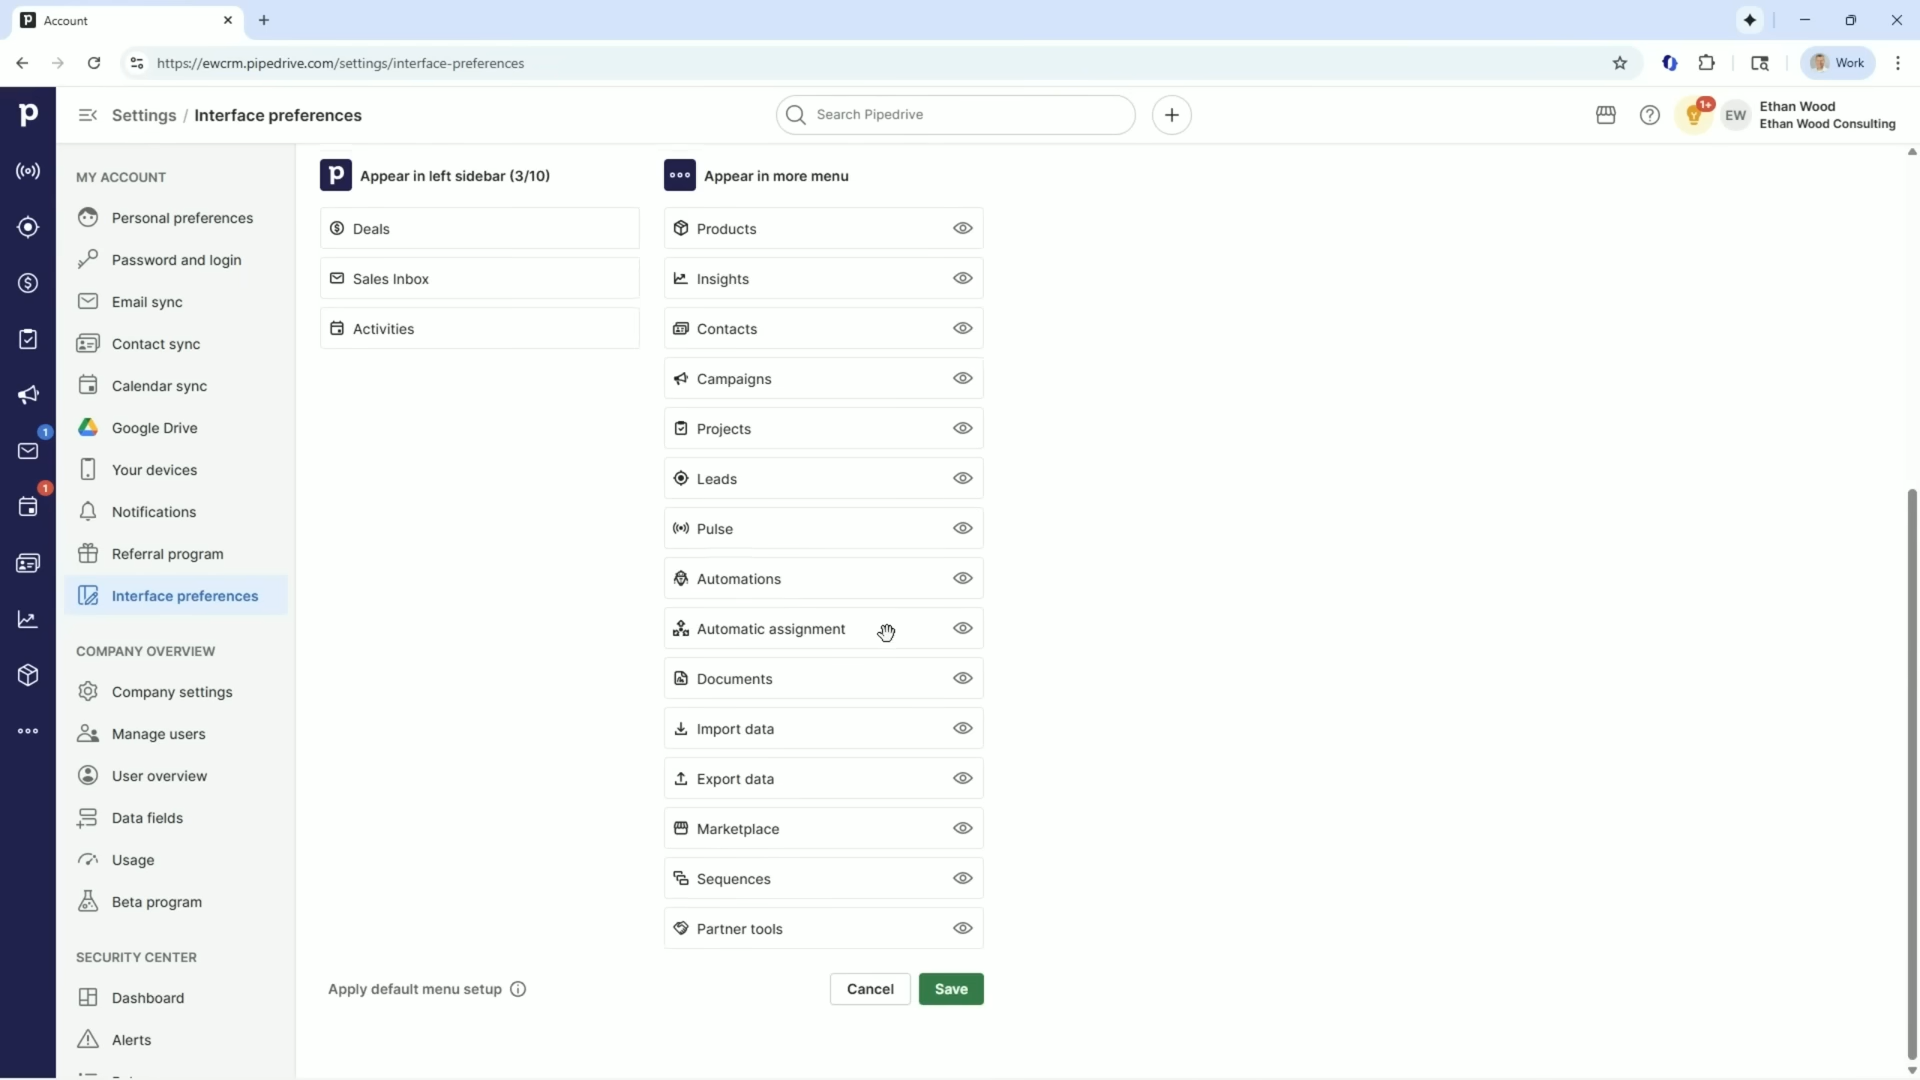 Account
https://ewcrm.pipedrive.com/settings/interface-preferences
Work
Settings / Interface preferences
Search Pipedrive
1+
EW
Ethan Wood
Ethan Wood Consulting
MY ACCOUNT
Personal preferences
Password and login
Email sync
Contact sync
Calendar sync
Google Drive
1
Your devices
1
Notifications
Referral program
Interface preferences
COMPANY OVERVIEW
Company settings
Manage users
User overview
Data fields
Usage
Beta program
SECURITY CENTER
Dashboard
Alerts
Appear in left sidebar (3/10)
Deals
Sales Inbox
Activities
Appear in more menu
Products
Insights
Contacts
Campaigns
Projects
Leads
Pulse
Automations
Automatic assignment
Documents
Import data
Export data
Marketplace
Sequences
Partner tools
Apply default menu setup
Cancel
Save